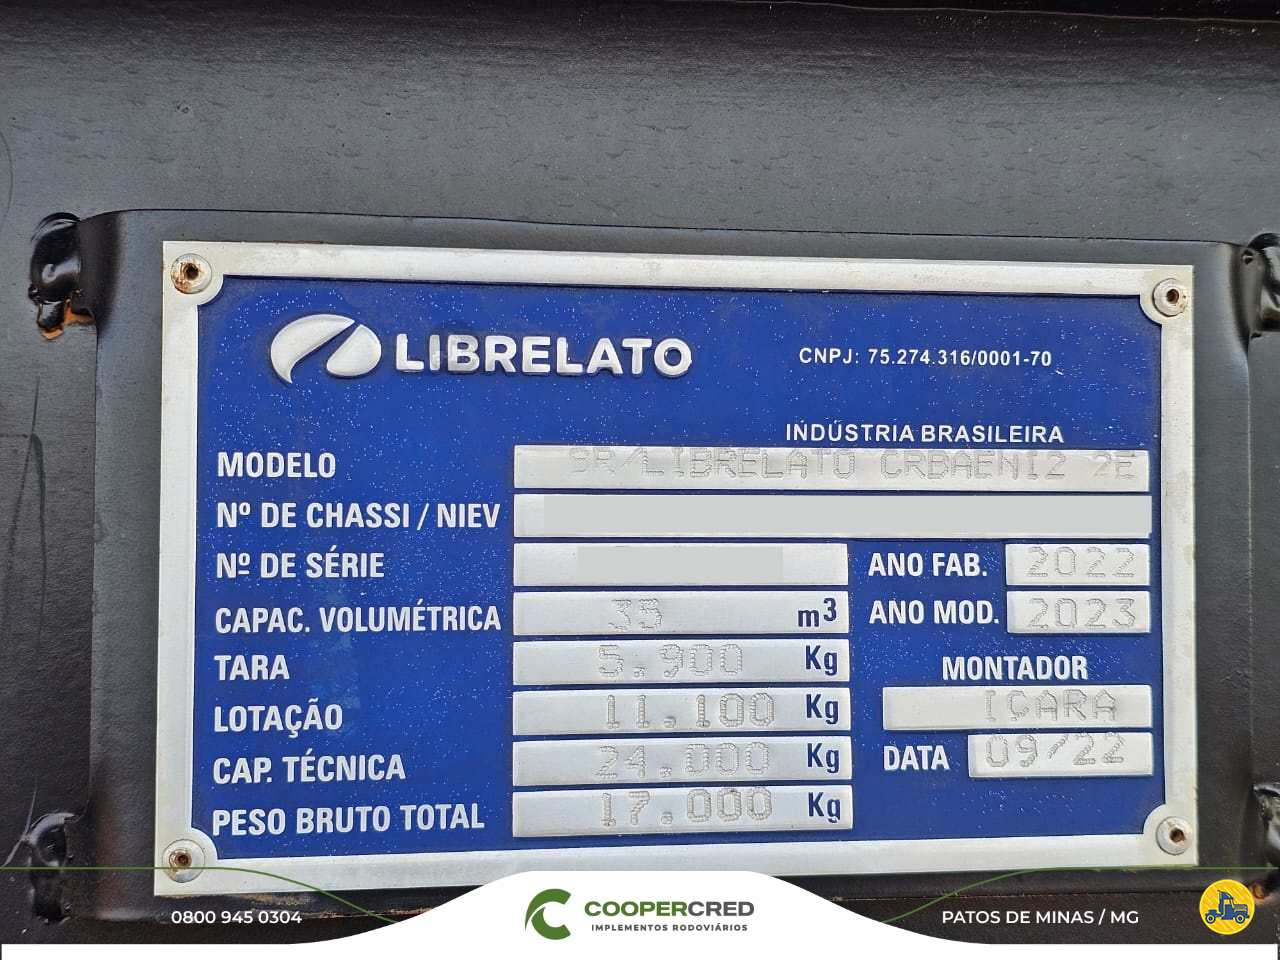 LIBRELATO
CNPJ: 75.274.316/0001-70
INDÚSTRIA BRASILEIRA
MODELO SR/LIBRELATO CRBAENI2 2E
Nº DE CHASSI / NIEV
Nº DE SÉRIE
ANO FAB. 2022
CAPAC. VOLUMÉTRICA 35 m3
ANO MOD. 2023
TARA 5.900 Kg
MONTADOR
LOTAÇÃO 11.100 Kg
IÇARA
CAP. TÉCNICA 24.000 Kg
DATA 09/22
PESO BRUTO TOTAL 17.000 Kg
0800 945 0304
COOPERCRED
IMPLEMENTOS RODOVIÁRIOS
PATOS DE MINAS / MG